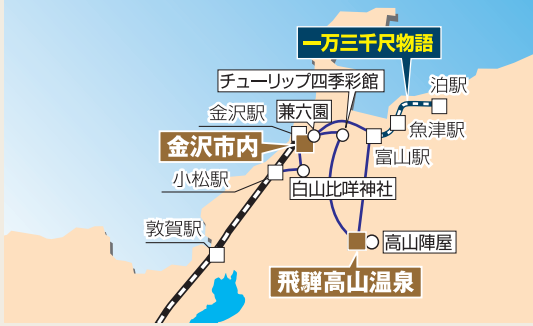 一万三千尺物語
泊駅
チューリップ四季彩館
金沢駅
兼六園
魚津駅
金沢市内
富山駅
小松駅
白山比咩神社
敦賀駅
高山陣屋
飛騨高山温泉